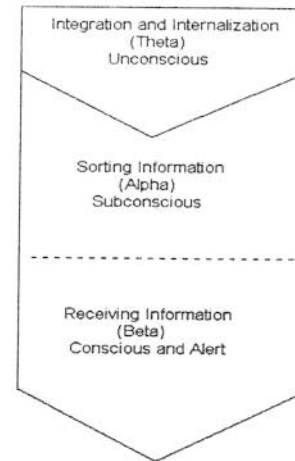 Integration and Internalization
(Theta)
Unconscious
Sorting Information
(Alpha)
Subconscious
Receiving Information
(Beta)
Conscious and Alert